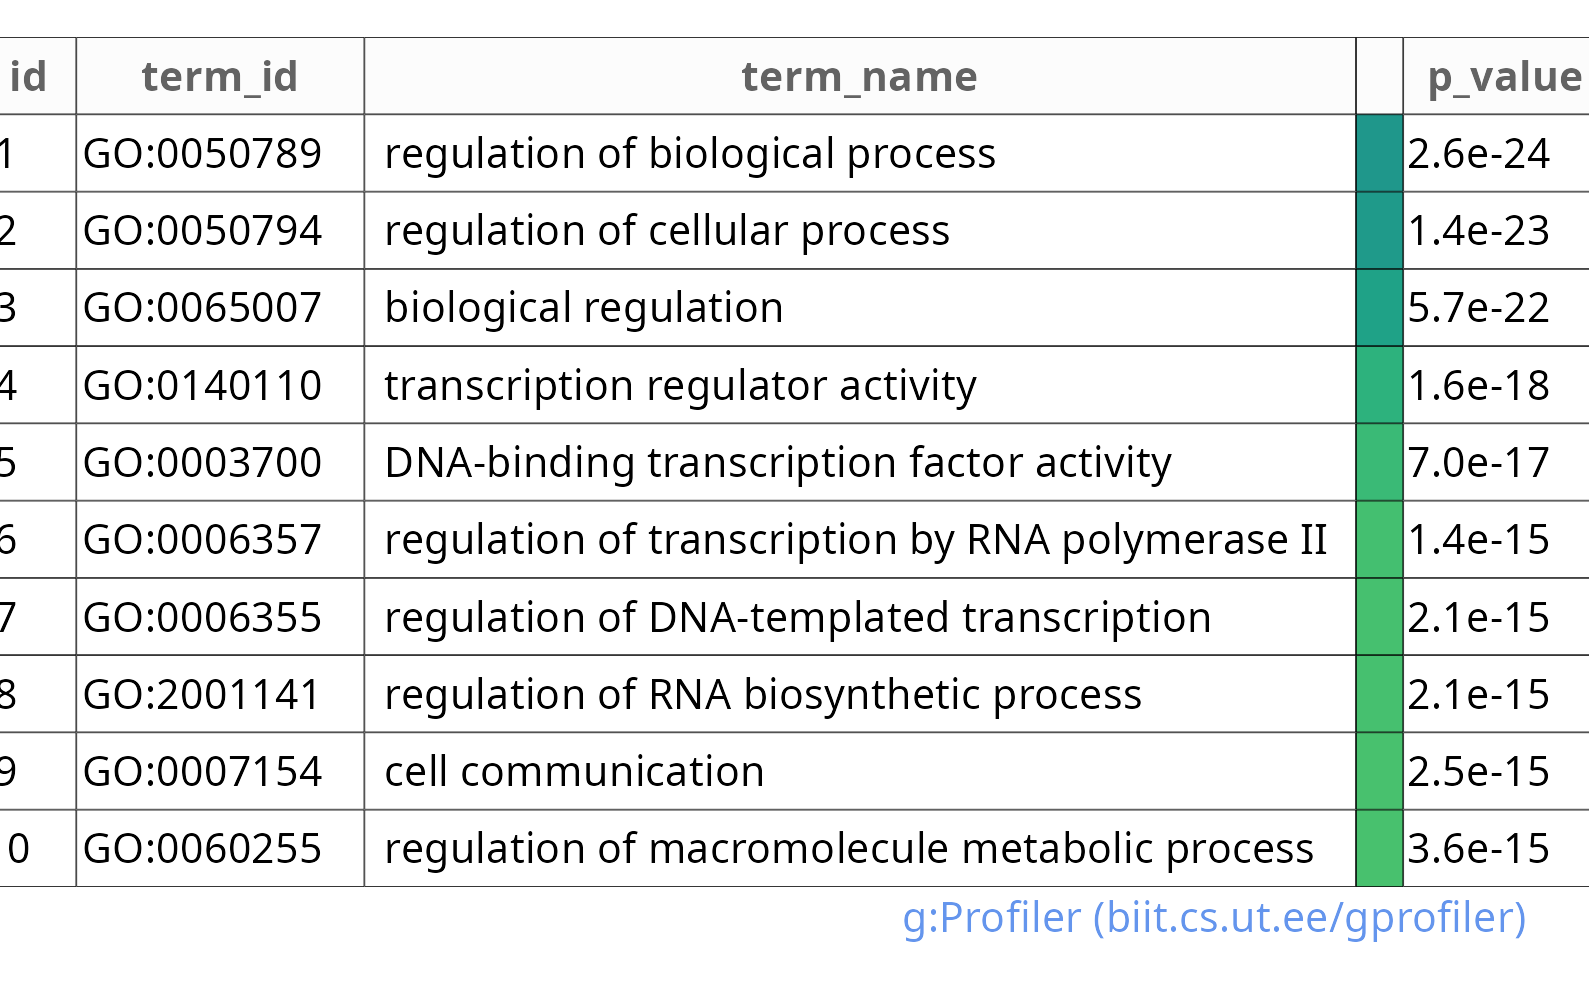 id term_id term_name p_value
1 GO:0050789 regulation of biological process 2.6e-24
2 GO:0050794 regulation of cellular process 1.4e-23
3 GO:0065007 biological regulation 5.7e-22
4 GO:0140110 transcription regulator activity 1.6e-18
5 GO:0003700 DNA-binding transcription factor activity 7.0e-17
6 GO:0006357 regulation of transcription by RNA polymerase II 1.4e-15
7 GO:0006355 regulation of DNA-templated transcription 2.1e-15
8 GO:2001141 regulation of RNA biosynthetic process 2.1e-15
9 GO:0007154 cell communication 2.5e-15
0 GO:0060255 regulation of macromolecule metabolic process 3.6e-15
g:Profiler (biit.cs.ut.ee/gprofiler)